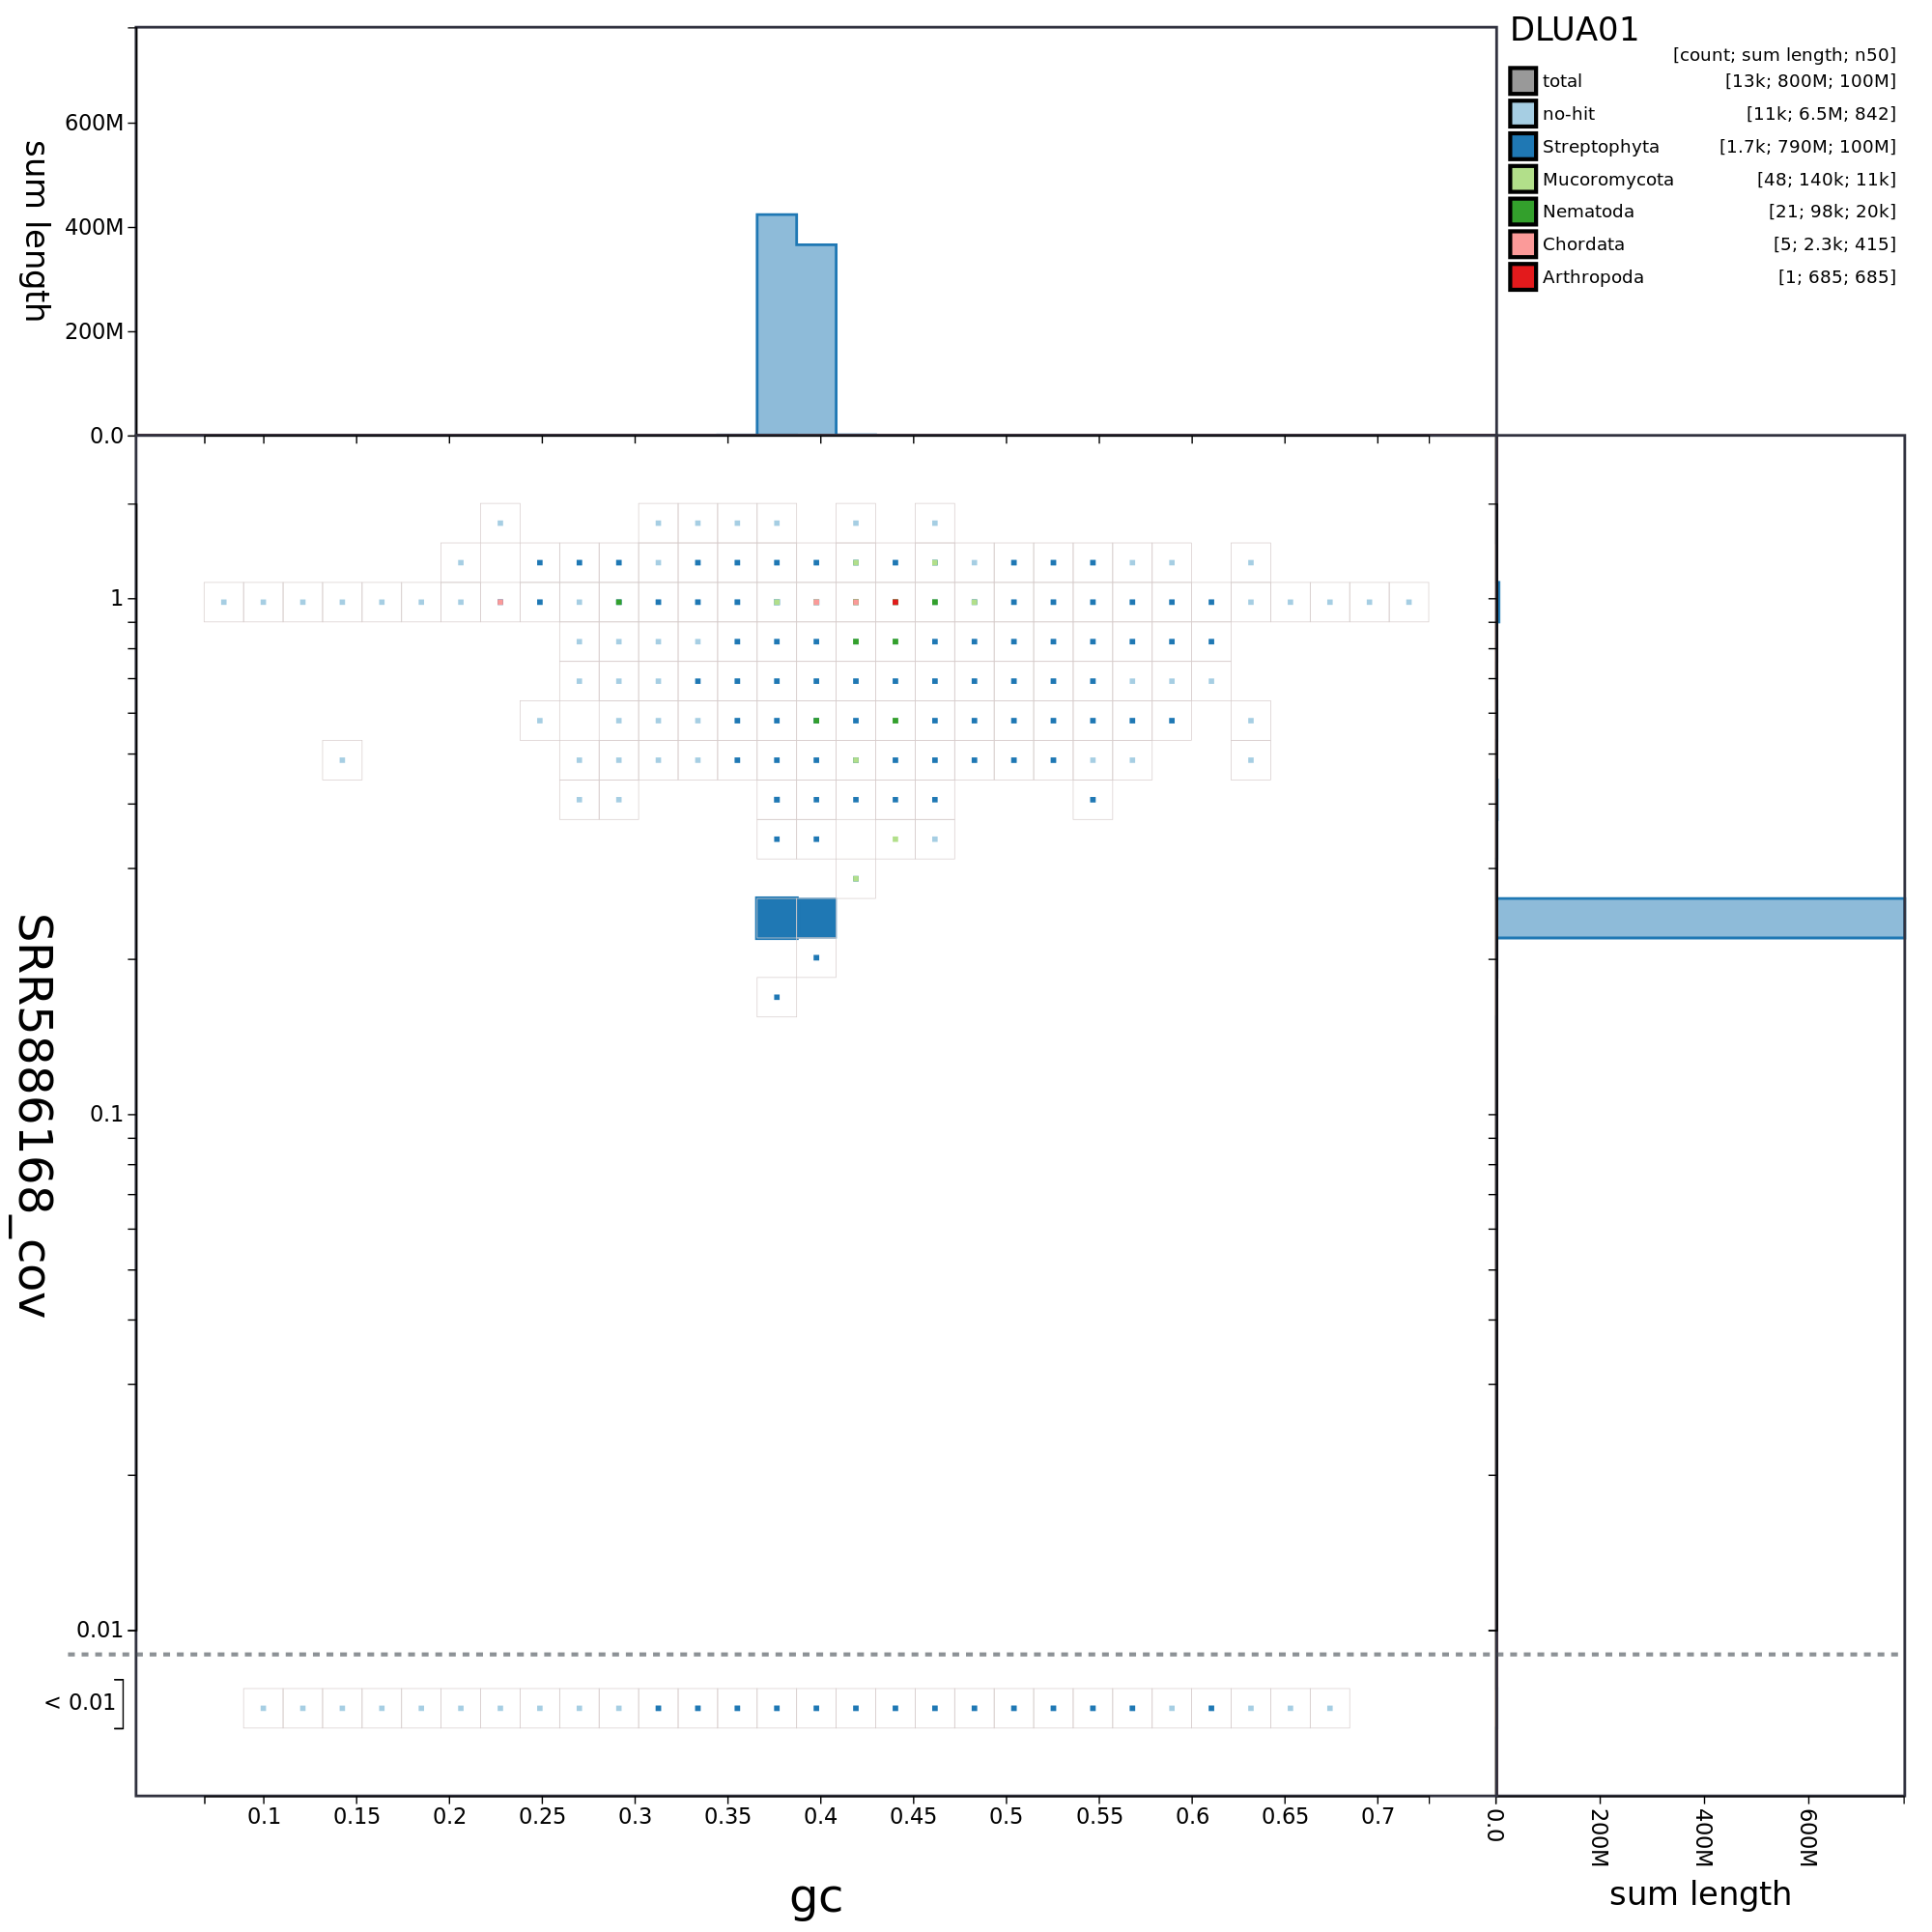 DLUA01
[count; sum length; n50]
total [13k; 800M; 100M]
no-hit [11k; 6.5M; 842]
Streptophyta [1.7k; 790M; 100M]
Mucoromycota [48; 140k; 11k]
Nematoda [21; 98k; 20k]
Chordata [5; 2.3k; 415]
Arthropoda [1; 685; 685]
sum length
600M
400M
200M
0.0
SRR5886168_cov
1
0.1
0.01
< 0.01
0.1 0.15 0.2 0.25 0.3 0.35 0.4 0.45 0.5 0.55 0.6 0.65 0.7
gc
0.0 200M 400M 600M
sum length